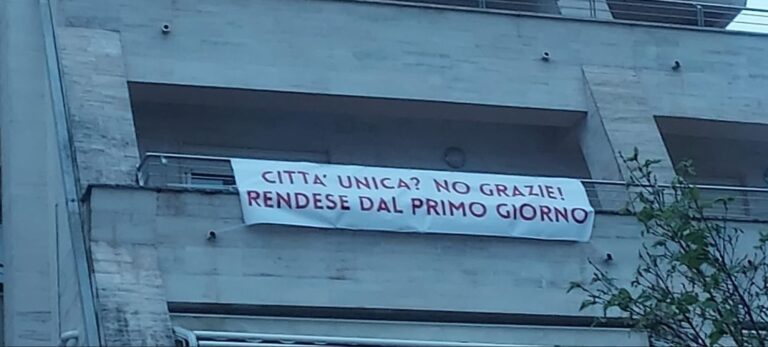 CITTA' UNICA? NO GRAZIE!
RENDESE DAL PRIMO GIORNO